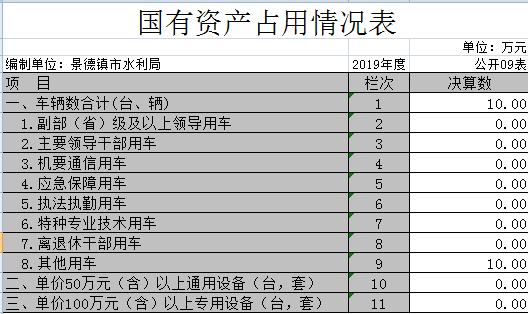 国有资产占用情况表
单位：万元
编制单位：景德镇市水利局 2019年度 公开09表
项 目 栏次 决算数
一、车辆数合计(台、辆) 1 10.00
1.副部（省）级及以上领导用车 2 0.00
2.主要领导干部用车 3 0.00
3.机要通信用车 4 0.00
4.应急保障用车 5 0.00
5.执法执勤用车 6 0.00
6.特种专业技术用车 7 0.00
7.离退休干部用车 8 0.00
8.其他用车 9 10.00
二、单价50万元（含）以上通用设备（台，套） 10 0.00
三、单价100万元（含）以上专用设备（台，套） 11 0.00